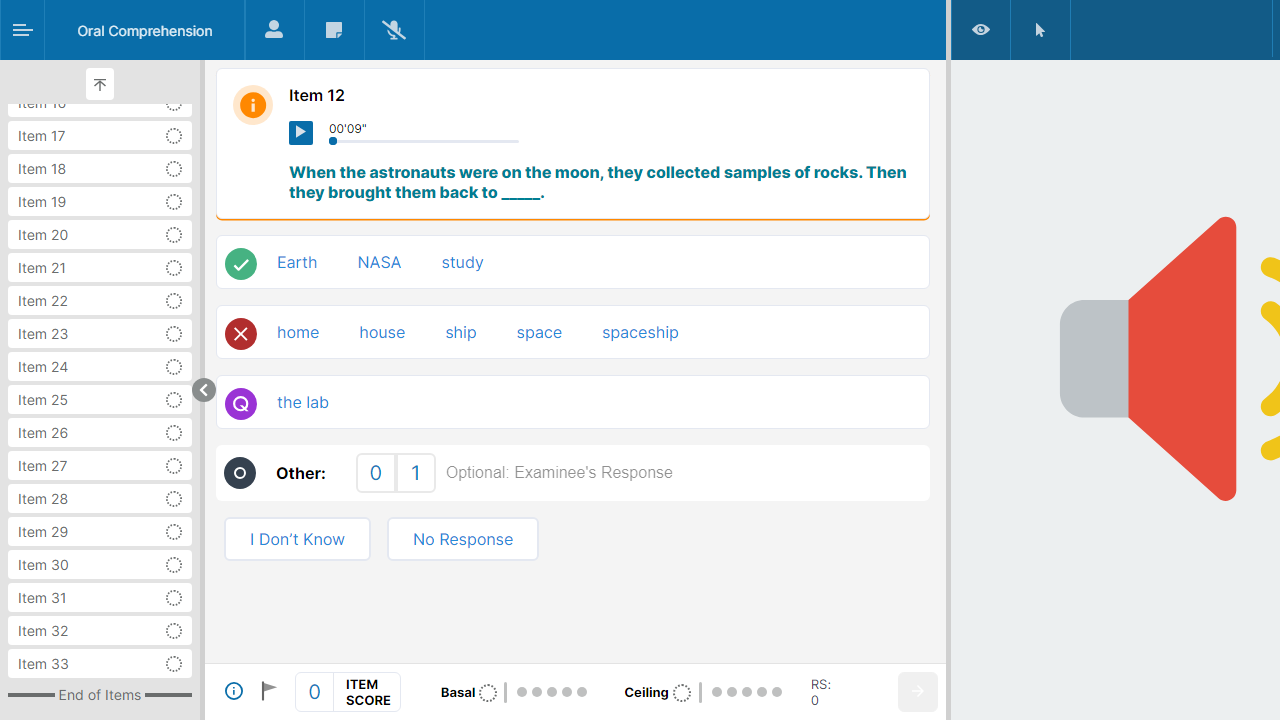 Oral Comprehension
Item 16
Item 17
Item 18
Item 19
Item 20
Item 21
Item 22
Item 23
Item 24
Item 25
Item 26
Item 27
Item 28
Item 29
Item 30
Item 31
Item 32
Item 33
End of Items
Item 12
00'09"
When the astronauts were on the moon, they collected samples of rocks. Then
they brought them back to _____.
Earth NASA study
home house ship space spaceship
Q the lab
Other: 0 1 Optional: Examinee's Response
I Don't Know No Response
0 ITEM
SCORE
Basal Ceiling
RS:
0